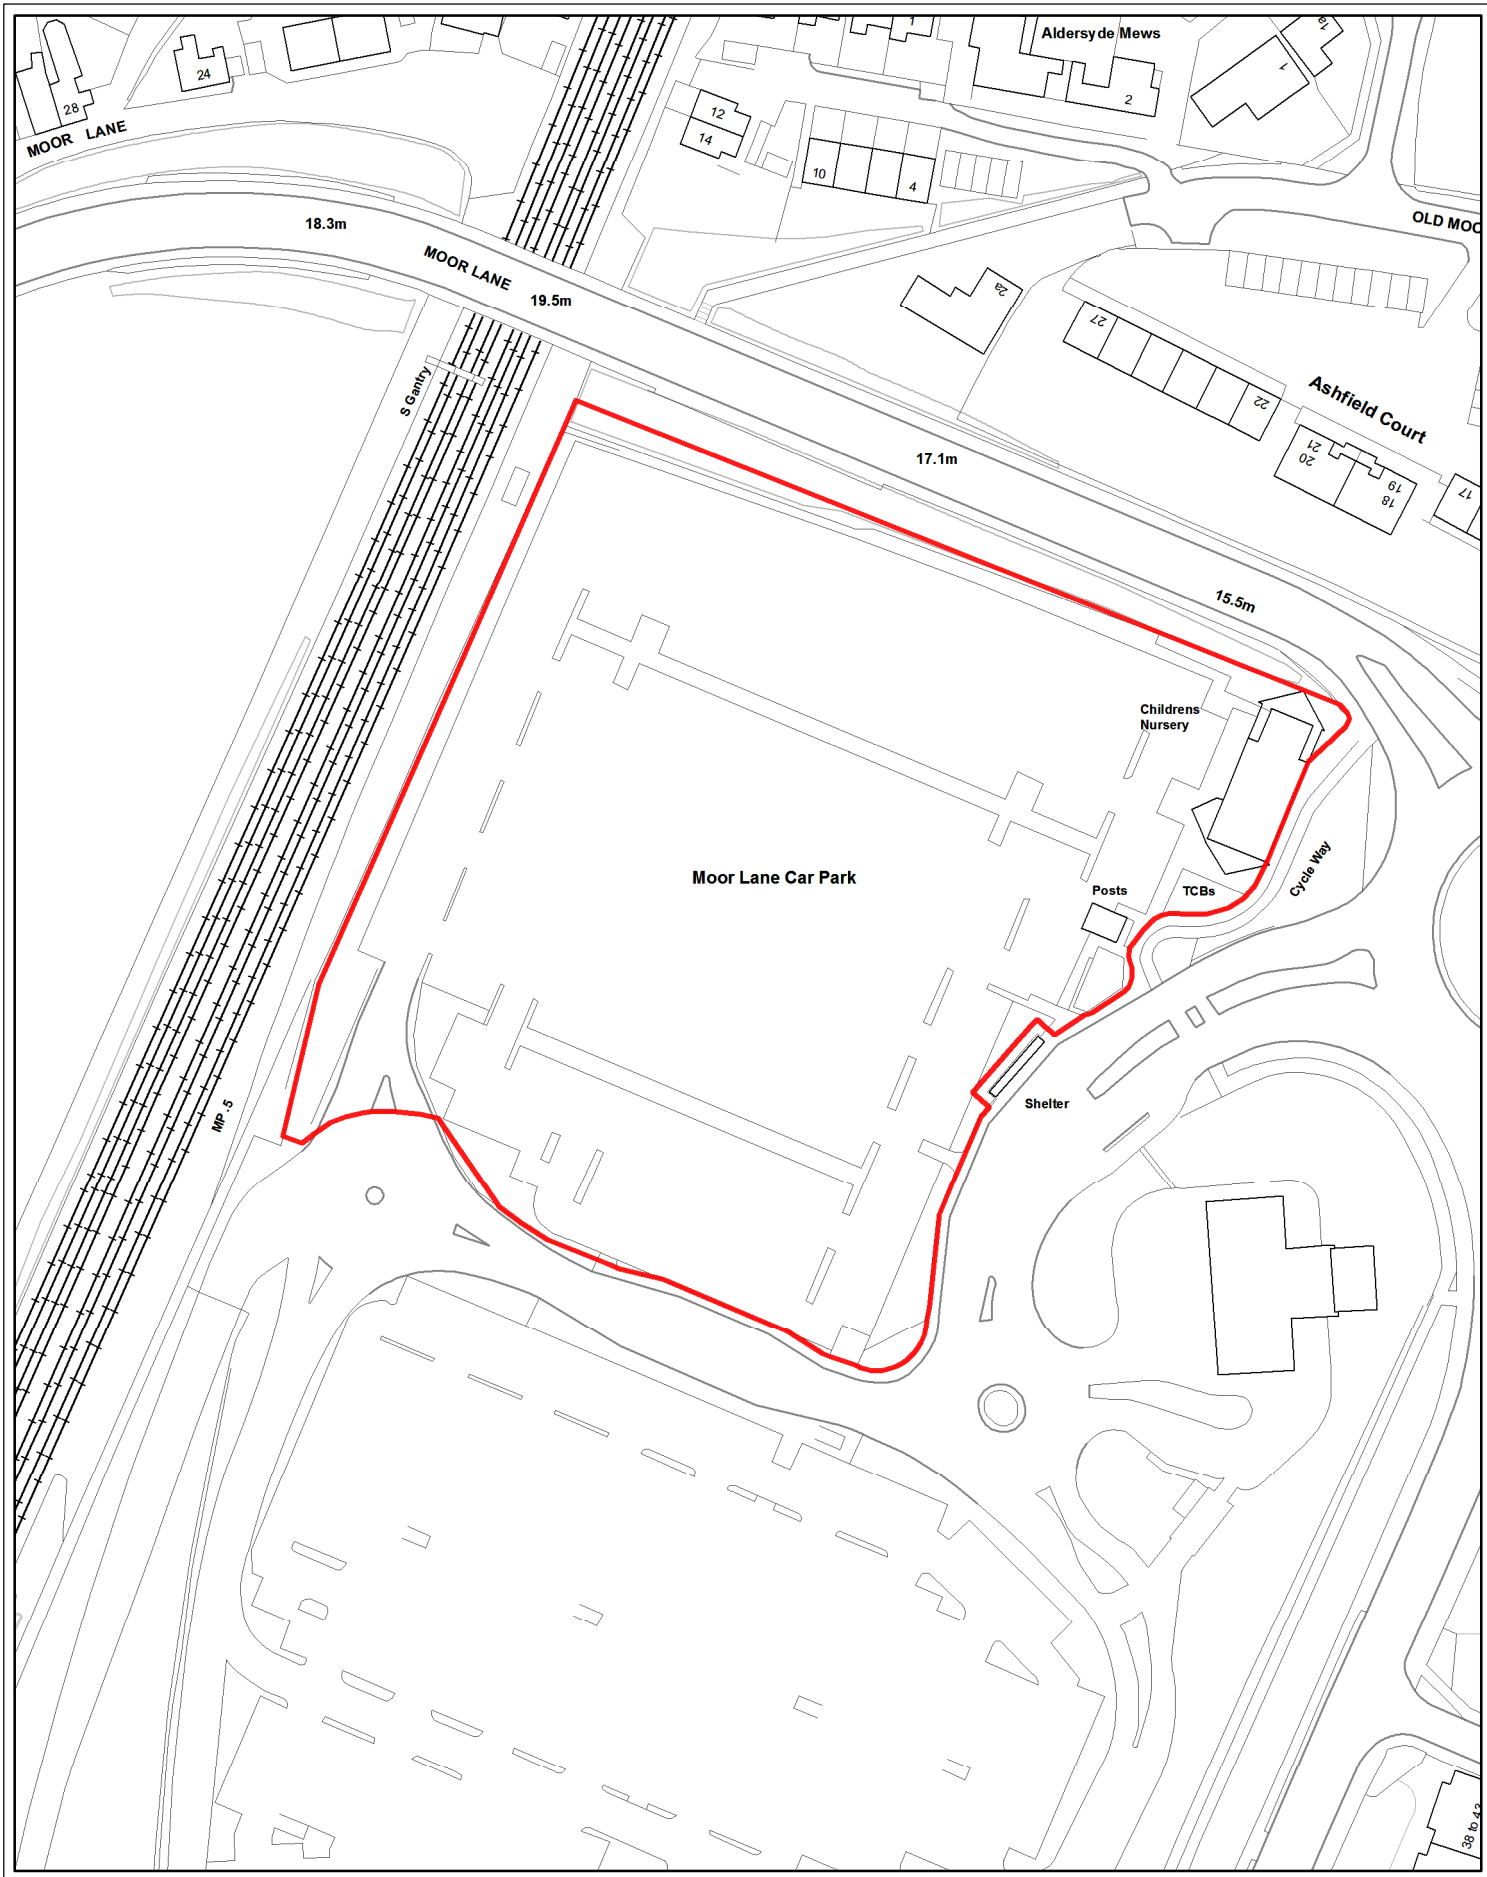 Aldersyde Mews
1
1a
1
24
28
2
12
14
MOOR LANE
10
4
18.3m
OLD MOO
MOOR LANE
19.5m
2a
27
S Gantry
22
Ashfield Court
17.1m
21
20
19
18
17
15.5m
Childrens
Nursery
Moor Lane Car Park
Cycle Way
Posts
TCBs
MP .5
Shelter
38 to 43